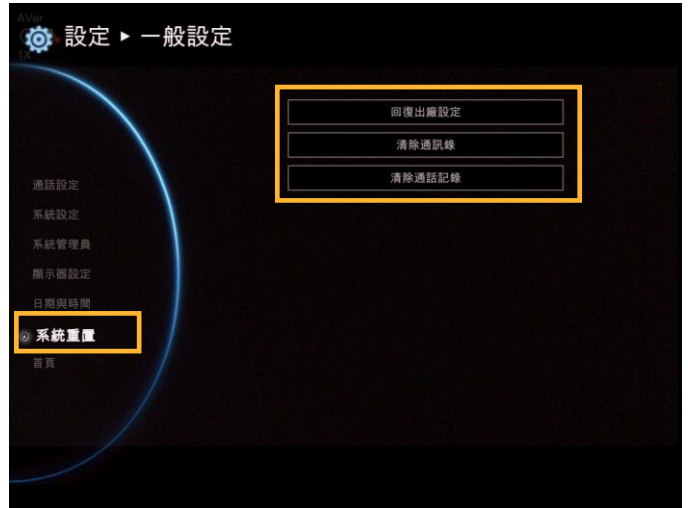 AVer
設定 ▸ 一般設定
1X
回復出廠設定
清除通訊錄
清除通話記錄
通話設定
系統設定
系統管理員
顯示器設定
日期與時間
系統重置
首頁